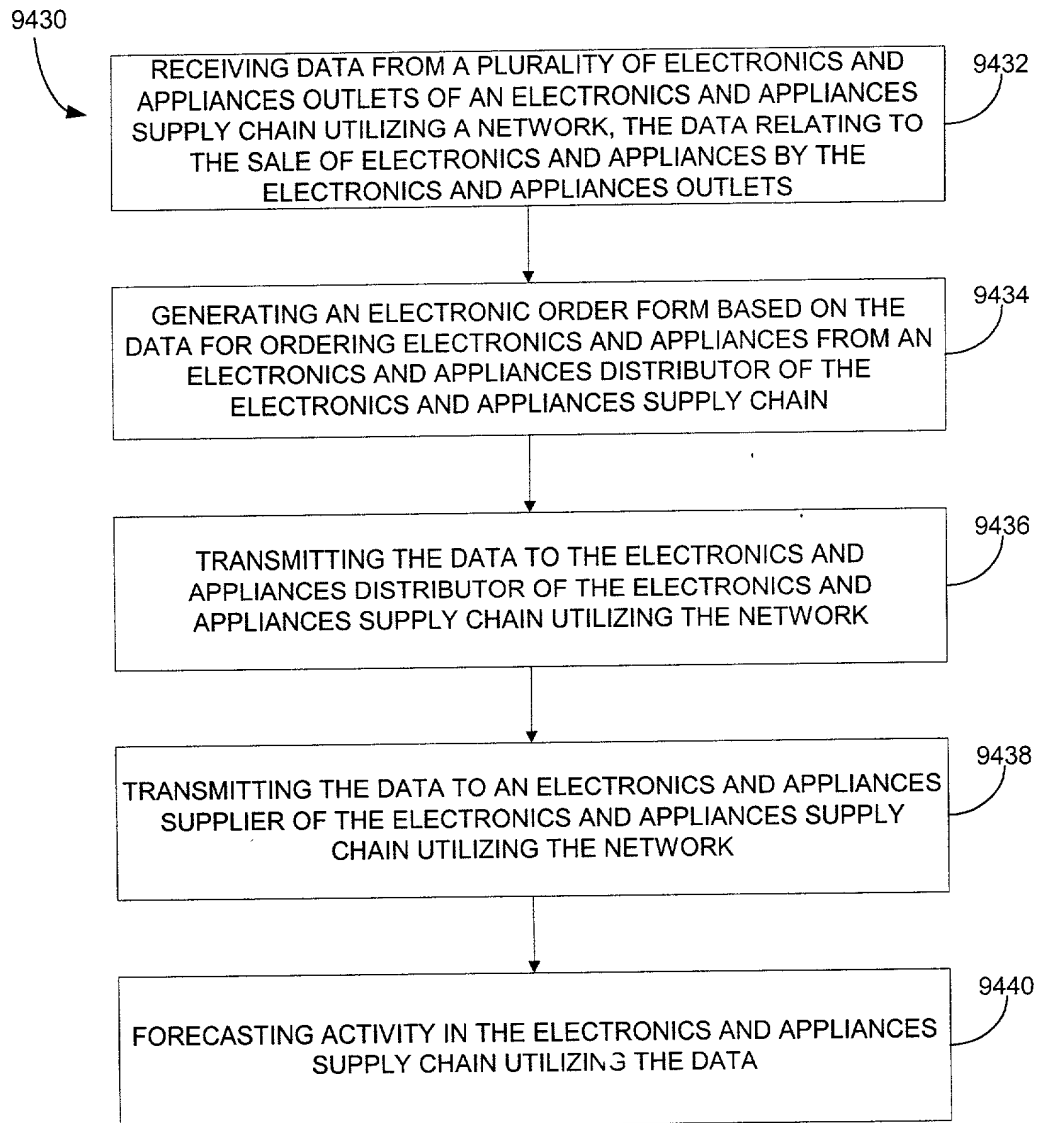 9430
RECEIVING DATA FROM A PLURALITY OF ELECTRONICS AND
APPLIANCES OUTLETS OF AN ELECTRONICS AND APPLIANCES
SUPPLY CHAIN UTILIZING A NETWORK, THE DATA RELATING TO
THE SALE OF ELECTRONICS AND APPLIANCES BY THE
ELECTRONICS AND APPLIANCES OUTLETS
9432
GENERATING AN ELECTRONIC ORDER FORM BASED ON THE
DATA FOR ORDERING ELECTRONICS AND APPLIANCES FROM AN
ELECTRONICS AND APPLIANCES DISTRIBUTOR OF THE
ELECTRONICS AND APPLIANCES SUPPLY CHAIN
9434
TRANSMITTING THE DATA TO THE ELECTRONICS AND
APPLIANCES DISTRIBUTOR OF THE ELECTRONICS AND
APPLIANCES SUPPLY CHAIN UTILIZING THE NETWORK
9436
TRANSMITTING THE DATA TO AN ELECTRONICS AND APPLIANCES
SUPPLIER OF THE ELECTRONICS AND APPLIANCES SUPPLY
CHAIN UTILIZING THE NETWORK
9438
FORECASTING ACTIVITY IN THE ELECTRONICS AND APPLIANCES
SUPPLY CHAIN UTILIZING THE DATA
9440